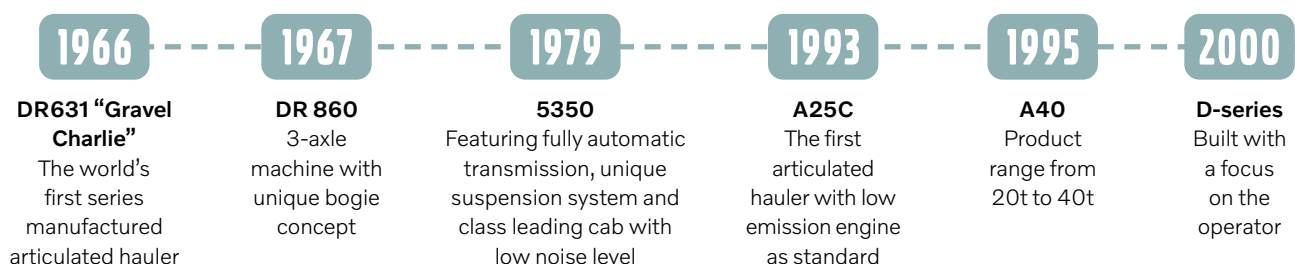 1966
DR631 “Gravel
Charlie”
The world’s
first series
manufactured
articulated hauler
1967
DR 860
3-axle
machine with
unique bogie
concept
1979
5350
Featuring fully automatic
transmission, unique
suspension system and
class leading cab with
low noise level
1993
A25C
The first
articulated
hauler with low
emission engine
as standard
1995
A40
Product
range from
20t to 40t
2000
D-series
Built with
a focus
on the
operator